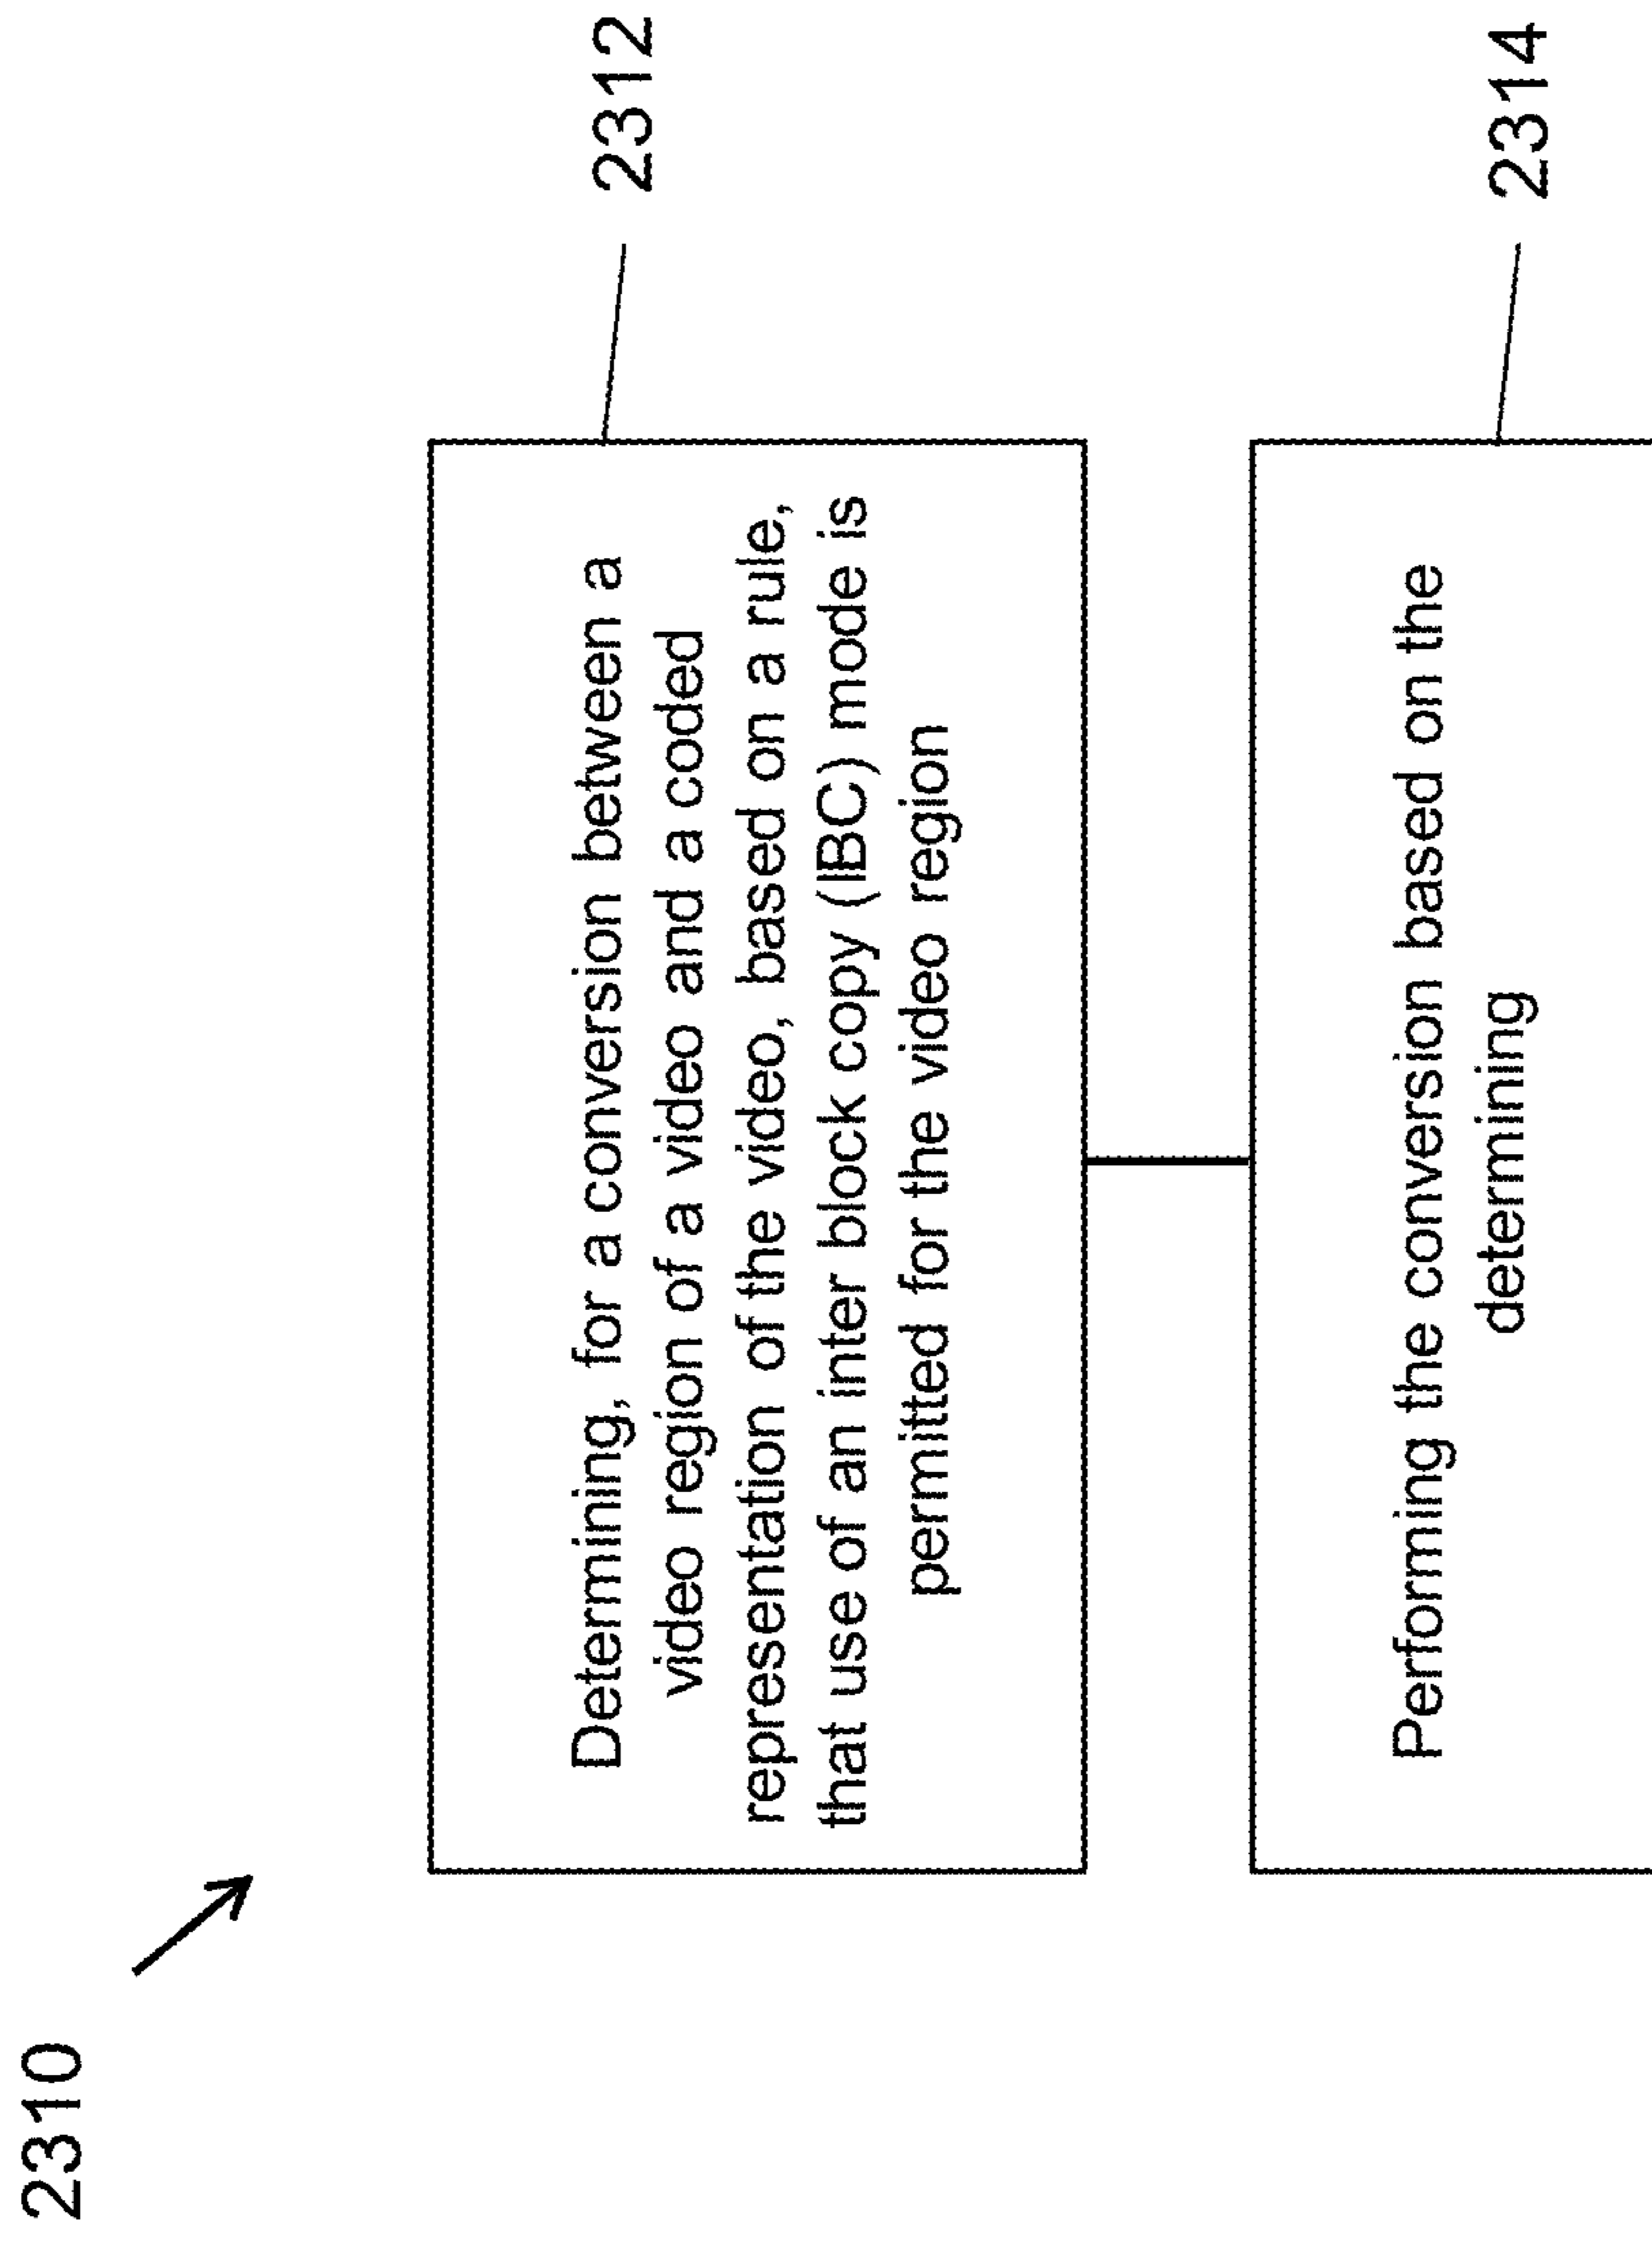 2310
2312
Determining, for a conversion between a
video region of a video and a coded
representation of the video, based on a rule,
that use of an inter block copy (IBC) mode is
permitted for the video region
2314
Performing the conversion based on the
determining